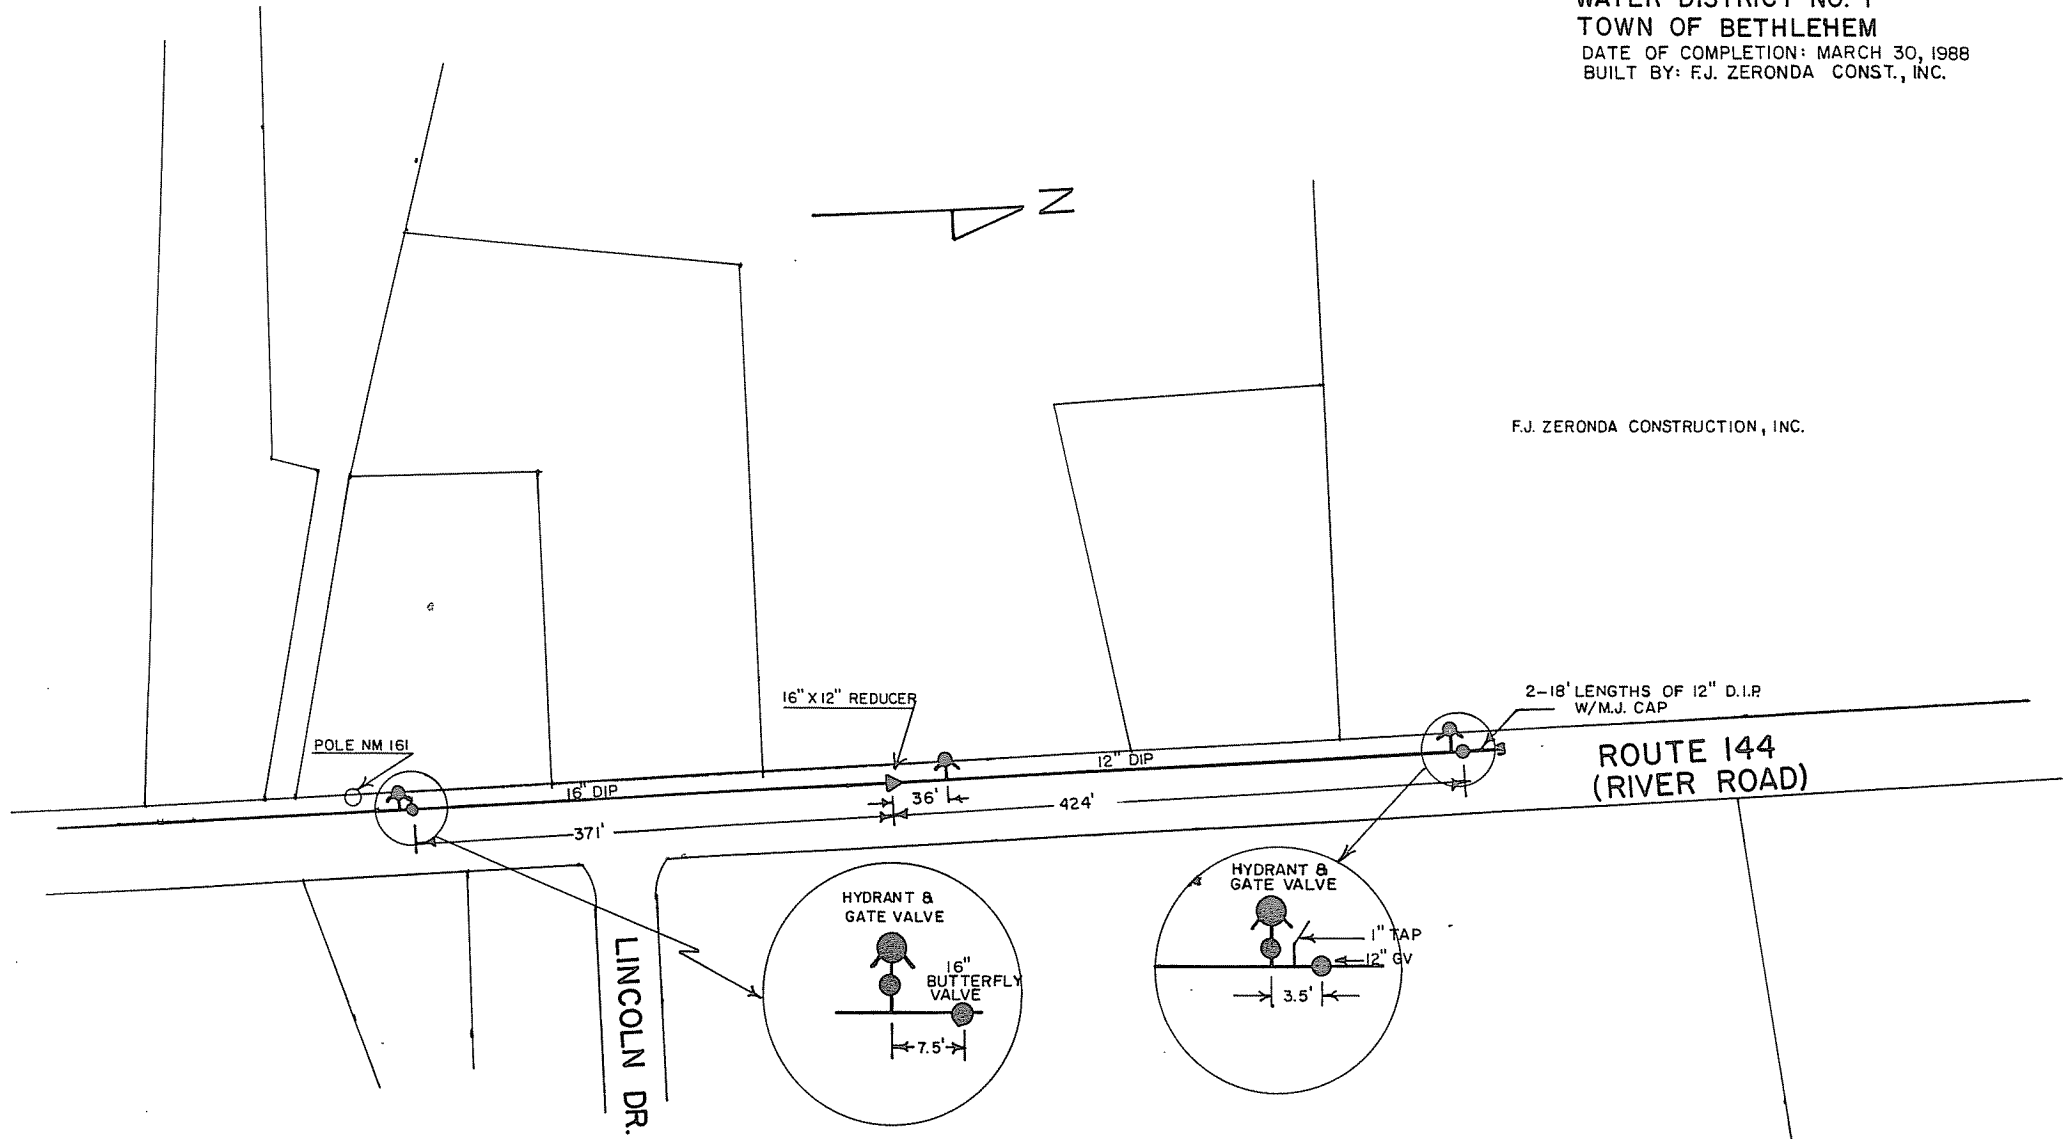 WATER DISTRICT NO. 1
TOWN OF BETHLEHEM
DATE OF COMPLETION: MARCH 30, 1988
BUILT BY: F.J. ZERONDA CONST., INC.
N
F.J. ZERONDA CONSTRUCTION, INC.
16" X 12" REDUCER
2-18' LENGTHS OF 12" D.I.P.
W/M.J. CAP
POLE NM 161
16" DIP
12" DIP
ROUTE 144
(RIVER ROAD)
36'
424'
371'
LINCOLN DR.
HYDRANT &
GATE VALVE
16"
BUTTERFLY
VALVE
7.5'
HYDRANT &
GATE VALVE
1" TAP
12" GV
3.5'